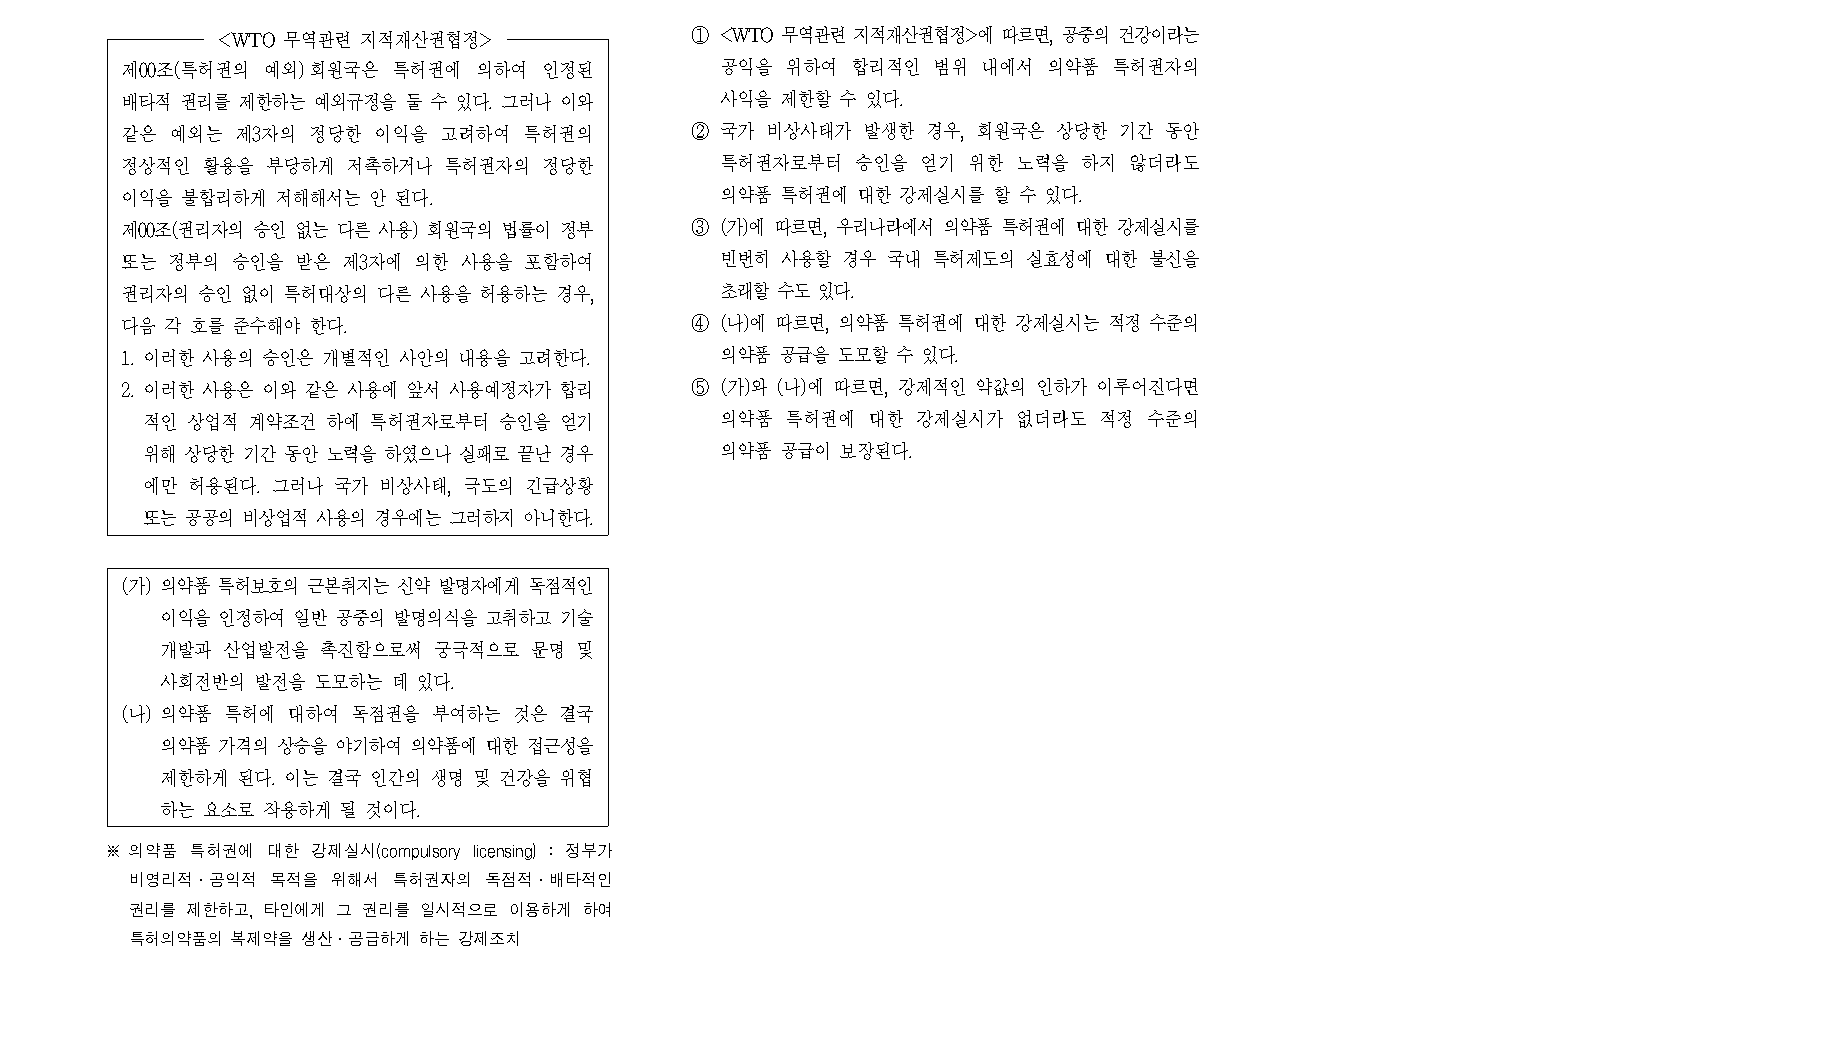 <WTO 무역관련 지적재산권협정>
제00조(특허권의 예외) 회원국은 특허권에 의하여 인정된
배타적 권리를 제한하는 예외규정을 둘 수 있다. 그러나 이와
같은 예외는 제3자의 정당한 이익을 고려하여 특허권의
정상적인 활용을 부당하게 저촉하거나 특허권자의 정당한
이익을 불합리하게 저해해서는 안 된다.
제00조(권리자의 승인 없는 다른 사용) 회원국의 법률이 정부
또는 정부의 승인을 받은 제3자에 의한 사용을 포함하여
권리자의 승인 없이 특허대상의 다른 사용을 허용하는 경우,
다음 각 호를 준수해야 한다.
1. 이러한 사용의 승인은 개별적인 사안의 내용을 고려한다.
2. 이러한 사용은 이와 같은 사용에 앞서 사용예정자가 합리
적인 상업적 계약조건 하에 특허권자로부터 승인을 얻기
위해 상당한 기간 동안 노력을 하였으나 실패로 끝난 경우
에만 허용된다. 그러나 국가 비상사태, 극도의 긴급상황
또는 공공의 비상업적 사용의 경우에는 그러하지 아니한다.
(가) 의약품 특허보호의 근본취지는 신약 발명자에게 독점적인
이익을 인정하여 일반 공중의 발명의식을 고취하고 기술
개발과 산업발전을 촉진함으로써 궁극적으로 문명 및
사회전반의 발전을 도모하는 데 있다.
(나) 의약품 특허에 대하여 독점권을 부여하는 것은 결국
의약품 가격의 상승을 야기하여 의약품에 대한 접근성을
제한하게 된다. 이는 결국 인간의 생명 및 건강을 위협
하는 요소로 작용하게 될 것이다.
※ 의약품 특허권에 대한 강제실시(compulsory licensing) : 정부가
비영리적·공익적 목적을 위해서 특허권자의 독점적·배타적인
권리를 제한하고, 타인에게 그 권리를 일시적으로 이용하게 하여
특허의약품의 복제약을 생산·공급하게 하는 강제조치
① <WTO 무역관련 지적재산권협정>에 따르면, 공중의 건강이라는
공익을 위하여 합리적인 범위 내에서 의약품 특허권자의
사익을 제한할 수 있다.
② 국가 비상사태가 발생한 경우, 회원국은 상당한 기간 동안
특허권자로부터 승인을 얻기 위한 노력을 하지 않더라도
의약품 특허권에 대한 강제실시를 할 수 있다.
③ (가)에 따르면, 우리나라에서 의약품 특허권에 대한 강제실시를
빈번히 사용할 경우 국내 특허제도의 실효성에 대한 불신을
초래할 수도 있다.
④ (나)에 따르면, 의약품 특허권에 대한 강제실시는 적정 수준의
의약품 공급을 도모할 수 있다.
⑤ (가)와 (나)에 따르면, 강제적인 약값의 인하가 이루어진다면
의약품 특허권에 대한 강제실시가 없더라도 적정 수준의
의약품 공급이 보장된다.